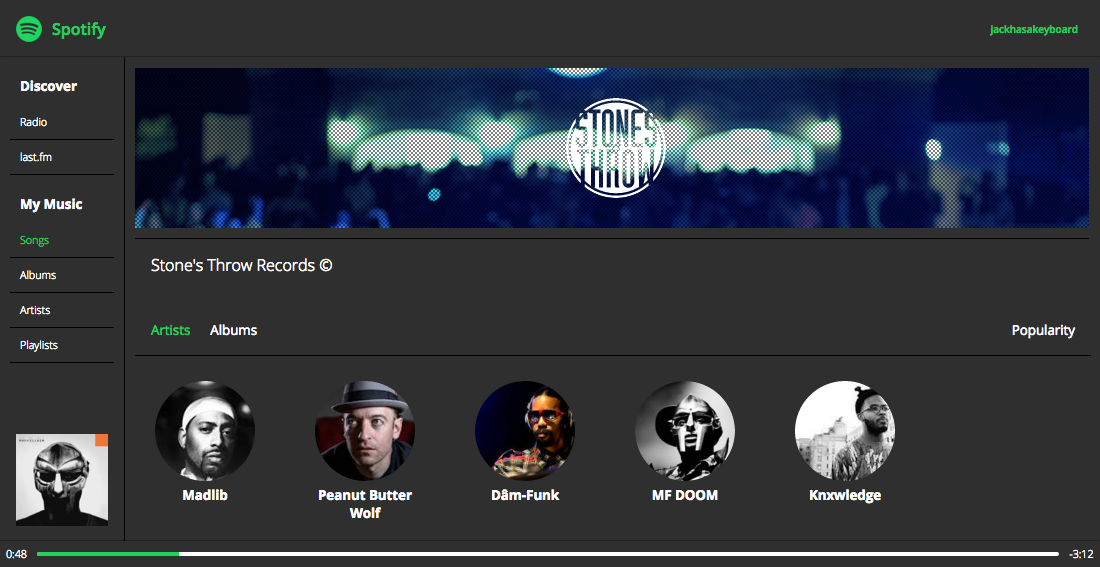 Spotify
jackhasakeyboard
Discover
Radio
last.fm
My Music
Songs
Albums
Artists
Playlists
STONES
THROW
Stone's Throw Records ©
Artists
Albums
Popularity
Madlib
Peanut Butter
Wolf
Dâm-Funk
MF DOOM
Knxwledge
MADVILLAIN
0:48
-3:12